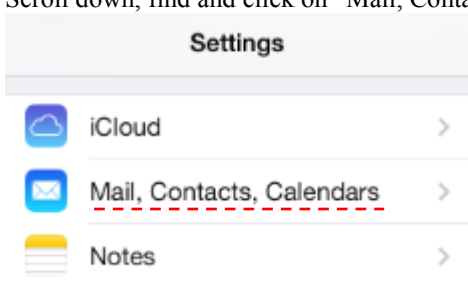 Scroll down, find and click on "Mail, Conta
Settings
iCloud
Mail, Contacts, Calendars
Notes